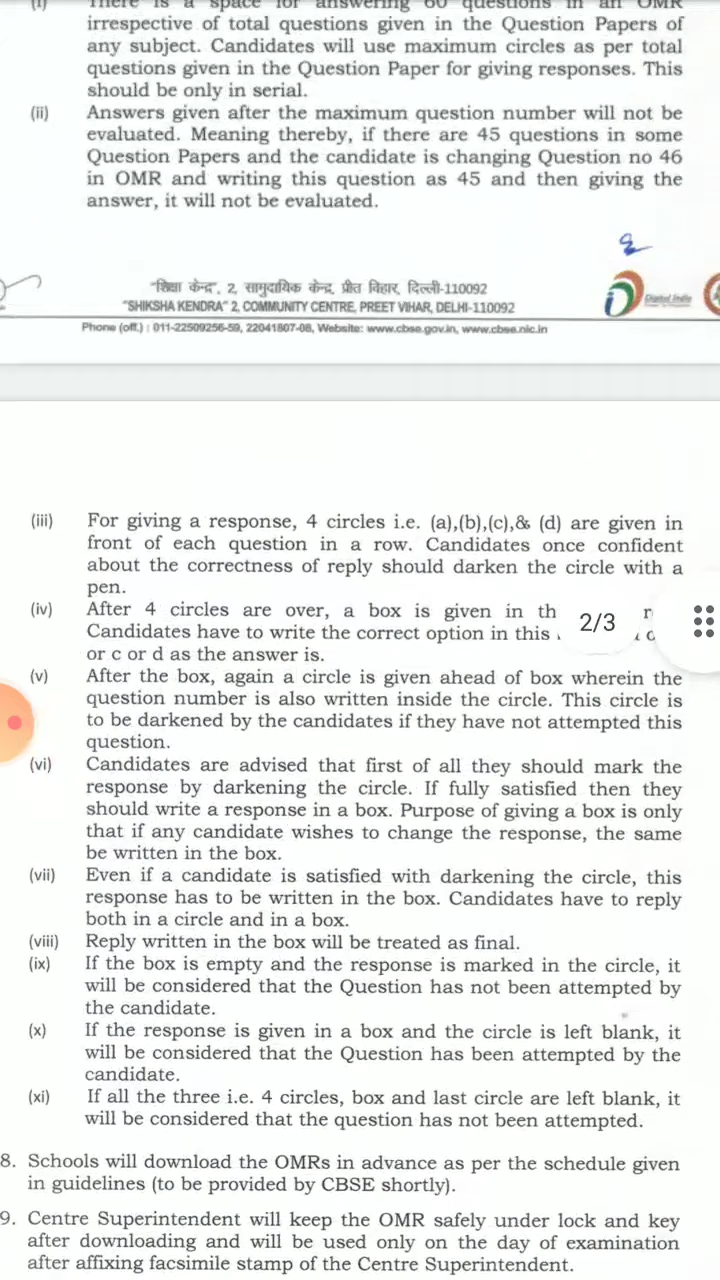 (i) There is a space for answering 60 questions in an OMR
irrespective of total questions given in the Question Papers of
any subject. Candidates will use maximum circles as per total
questions given in the Question Paper for giving responses. This
should be only in serial.
(ii) Answers given after the maximum question number will not be
evaluated. Meaning thereby, if there are 45 questions in some
Question Papers and the candidate is changing Question no 46
in OMR and writing this question as 45 and then giving the
answer, it will not be evaluated.
"शिक्षा केन्द्र", 2, सामुदायिक केन्द्र, प्रीत विहार, दिल्ली-110092
"SHIKSHA KENDRA" 2, COMMUNITY CENTRE, PREET VIHAR, DELHI-110092
Digital India
Phone (off.) : 011-22509256-59, 22041807-08, Website: www.cbse.gov.in, www.cbse.nic.in
(iii) For giving a response, 4 circles i.e. (a),(b),(c),& (d) are given in
front of each question in a row. Candidates once confident
about the correctness of reply should darken the circle with a
pen.
(iv) After 4 circles are over, a box is given in
2/3
Candidates have to write the correct option in this
or c or d as the answer is.
(v) After the box, again a circle is given ahead of box wherein the
question number is also written inside the circle. This circle is
to be darkened by the candidates if they have not attempted this
question.
(vi) Candidates are advised that first of all they should mark the
response by darkening the circle. If fully satisfied then they
should write a response in a box. Purpose of giving a box is only
that if any candidate wishes to change the response, the same
be written in the box.
(vii) Even if a candidate is satisfied with darkening the circle, this
response has to be written in the box. Candidates have to reply
both in a circle and in a box.
(viii) Reply written in the box will be treated as final.
(ix) If the box is empty and the response is marked in the circle, it
will be considered that the Question has not been attempted by
the candidate.
(x) If the response is given in a box and the circle is left blank, it
will be considered that the Question has been attempted by the
candidate.
(xi) If all the three i.e. 4 circles, box and last circle are left blank, it
will be considered that the question has not been attempted.
8. Schools will download the OMRs in advance as per the schedule given
in guidelines (to be provided by CBSE shortly).
9. Centre Superintendent will keep the OMR safely under lock and key
after downloading and will be used only on the day of examination
after affixing facsimile stamp of the Centre Superintendent.